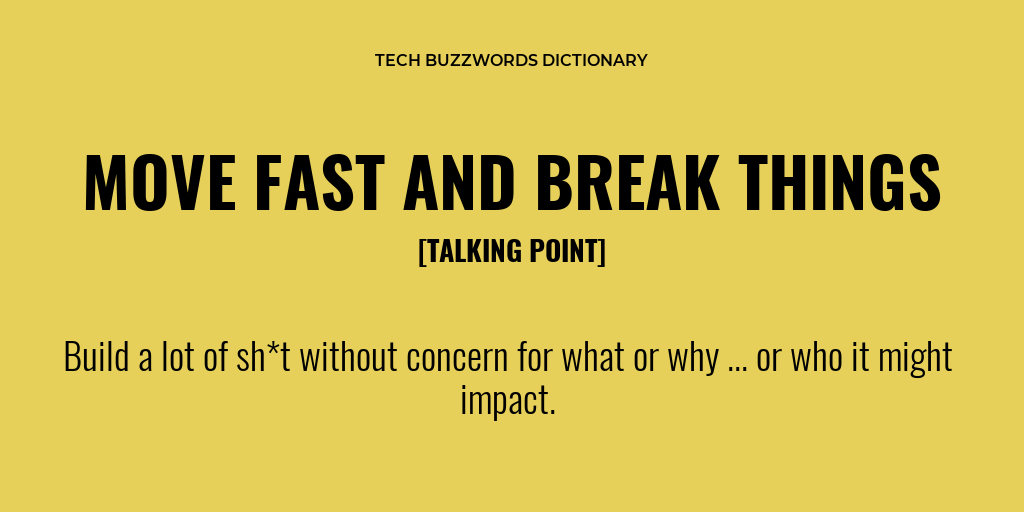 TECH BUZZWORDS DICTIONARY
MOVE FAST AND BREAK THINGS
[TALKING POINT]
Build a lot of sh*t without concern for what or why ... or who it might
impact.